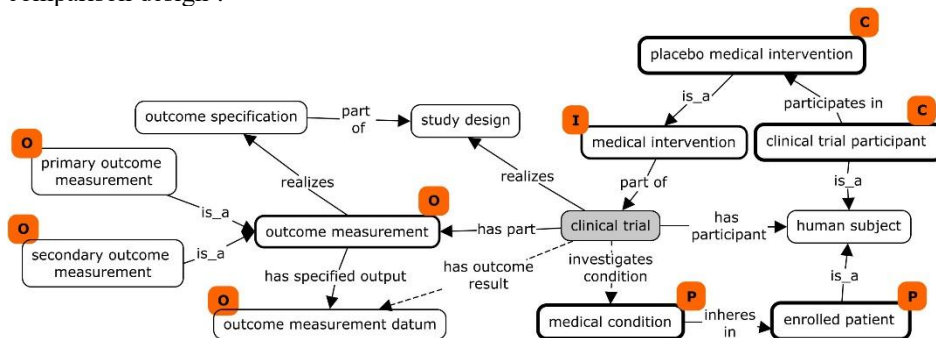 comparison design".
C
placebo medical intervention
is_a
participates in
outcome specification
part
of
study design
I
medical intervention
C
clinical trial participant
O
primary outcome
measurement
realizes
realizes
part of
is_a
is_a
O
outcome measurement
has part
clinical trial
has
participant
human subject
O
secondary outcome
measurement
is_a
has specified output
has outcome
result
investigates
condition
is_a
O
outcome measurement datum
P
medical condition
inheres
in
P
enrolled patient